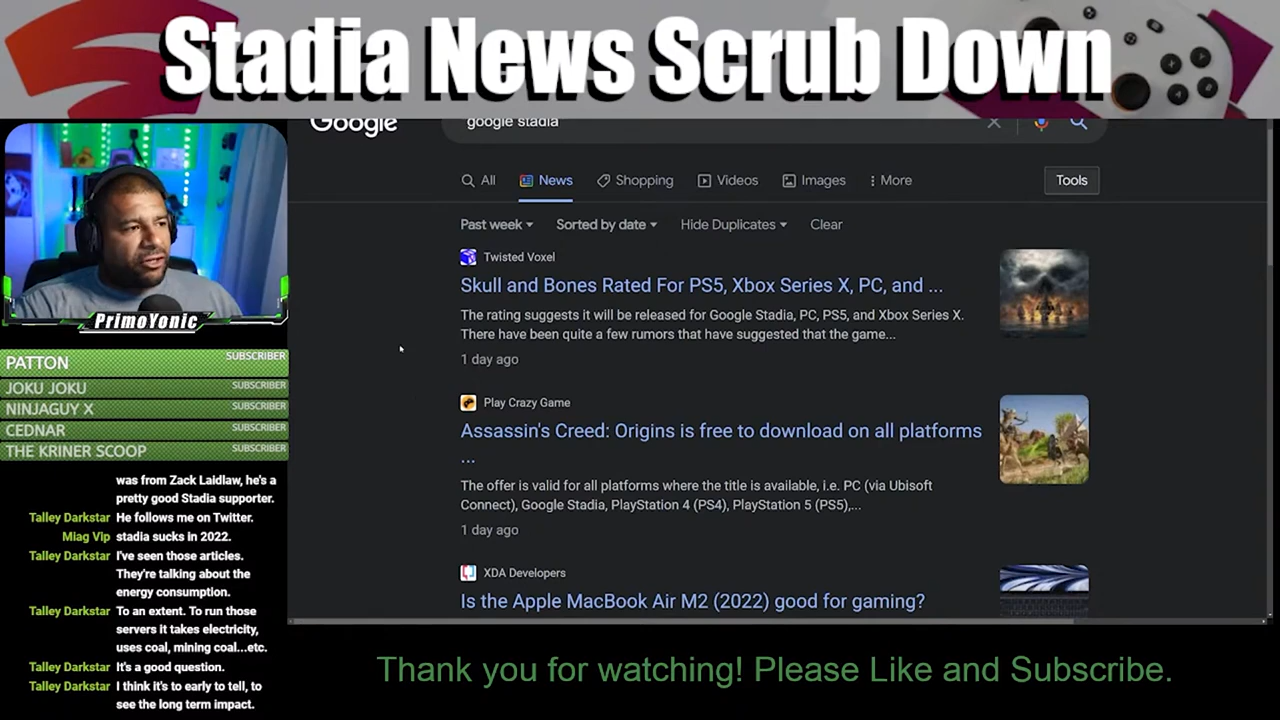 Stadia News Scrub Down
Google
google stadia
All
News
Shopping
Videos
Images
More
Tools
Past week
Sorted by date
Hide Duplicates
Clear
Twisted Voxel
Skull and Bones Rated For PS5, Xbox Series X, PC, and ...
The rating suggests it will be released for Google Stadia, PC, PS5, and Xbox Series X.
There have been quite a few rumors that have suggested that the game...
1 day ago
Play Crazy Game
Assassin's Creed: Origins is free to download on all platforms
...
The offer is valid for all platforms where the title is available, i.e. PC (via Ubisoft
Connect), Google Stadia, PlayStation 4 (PS4), PlayStation 5 (PS5),...
1 day ago
XDA Developers
Is the Apple MacBook Air M2 (2022) good for gaming?
PrimoYonic
PATTON SUBSCRIBER
JOKU JOKU SUBSCRIBER
NINJAGUY X SUBSCRIBER
CEDNAR SUBSCRIBER
THE KRINER SCOOP SUBSCRIBER
was from Zack Laidlaw, he's a
pretty good Stadia supporter.
Talley Darkstar He follows me on Twitter.
Miag Vip stadia sucks in 2022.
Talley Darkstar I've seen those articles.
They're talking about the
energy consumption.
Talley Darkstar To an extent. To run those
servers it takes electricity,
uses coal, mining coal...etc.
Talley Darkstar It's a good question.
Talley Darkstar I think it's to early to tell, to
see the long term impact.
Thank you for watching! Please Like and Subscribe.